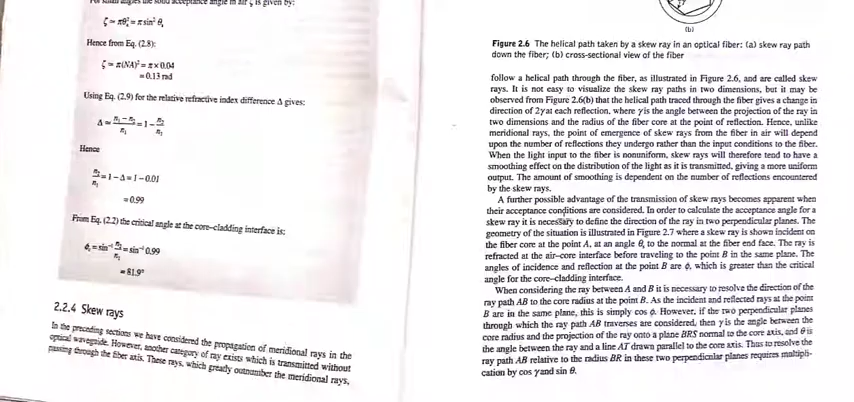 For small angles the solid acceptance angle in air ζ is given by:
ζ ≃ πθₐ² = π sin² θₐ
Hence from Eq. (2.8):
ζ ≃ π(NA)² = π × 0.04
= 0.13 rad
Using Eq. (2.9) for the relative refractive index difference Δ gives:
Δ ≃ (n₁ − n₂)/n₁ = 1 − n₂/n₁
Hence
n₂/n₁ = 1 − Δ = 1 − 0.01
= 0.99
From Eq. (2.2) the critical angle at the core–cladding interface is:
ϕc = sin⁻¹ n₂/n₁ = sin⁻¹ 0.99
= 81.9°
2.2.4 Skew rays
In the preceding sections we have considered the propagation of meridional rays in the
optical waveguide. However, another category of ray exists which is transmitted without
passing through the fiber axis. These rays, which greatly outnumber the meridional rays,
(b)
Figure 2.6 The helical path taken by a skew ray in an optical fiber: (a) skew ray path
down the fiber; (b) cross-sectional view of the fiber
follow a helical path through the fiber, as illustrated in Figure 2.6, and are called skew
rays. It is not easy to visualize the skew ray paths in two dimensions, but it may be
observed from Figure 2.6(b) that the helical path traced through the fiber gives a change in
direction of 2γ at each reflection, where γ is the angle between the projection of the ray in
two dimensions and the radius of the fiber core at the point of reflection. Hence, unlike
meridional rays, the point of emergence of skew rays from the fiber in air will depend
upon the number of reflections they undergo rather than the input conditions to the fiber.
When the light input to the fiber is nonuniform, skew rays will therefore tend to have a
smoothing effect on the distribution of the light as it is transmitted, giving a more uniform
output. The amount of smoothing is dependent on the number of reflections encountered
by the skew rays.
A further possible advantage of the transmission of skew rays becomes apparent when
their acceptance conditions are considered. In order to calculate the acceptance angle for a
skew ray it is necessary to define the direction of the ray in two perpendicular planes. The
geometry of the situation is illustrated in Figure 2.7 where a skew ray is shown incident on
the fiber core at the point A, at an angle θₛ to the normal at the fiber end face. The ray is
refracted at the air–core interface before traveling to the point B in the same plane. The
angles of incidence and reflection at the point B are ϕ, which is greater than the critical
angle for the core–cladding interface.
When considering the ray between A and B it is necessary to resolve the direction of the
ray path AB to the core radius at the point B. As the incident and reflected rays at the point
B are in the same plane, this is simply cos ϕ. However, if the two perpendicular planes
through which the ray path AB traverses are considered, then γ is the angle between the
core radius and the projection of the ray onto a plane BRS normal to the core axis, and θ is
the angle between the ray and a line AT drawn parallel to the core axis. Thus to resolve the
ray path AB relative to the radius BR in these two perpendicular planes requires multipli-
cation by cos γ and sin θ.